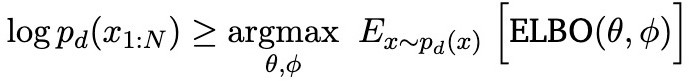 log p_d(x_{1:N}) ≥ argmax_{θ,ϕ} E_{x∼p_d(x)} [ELBO(θ, ϕ)]